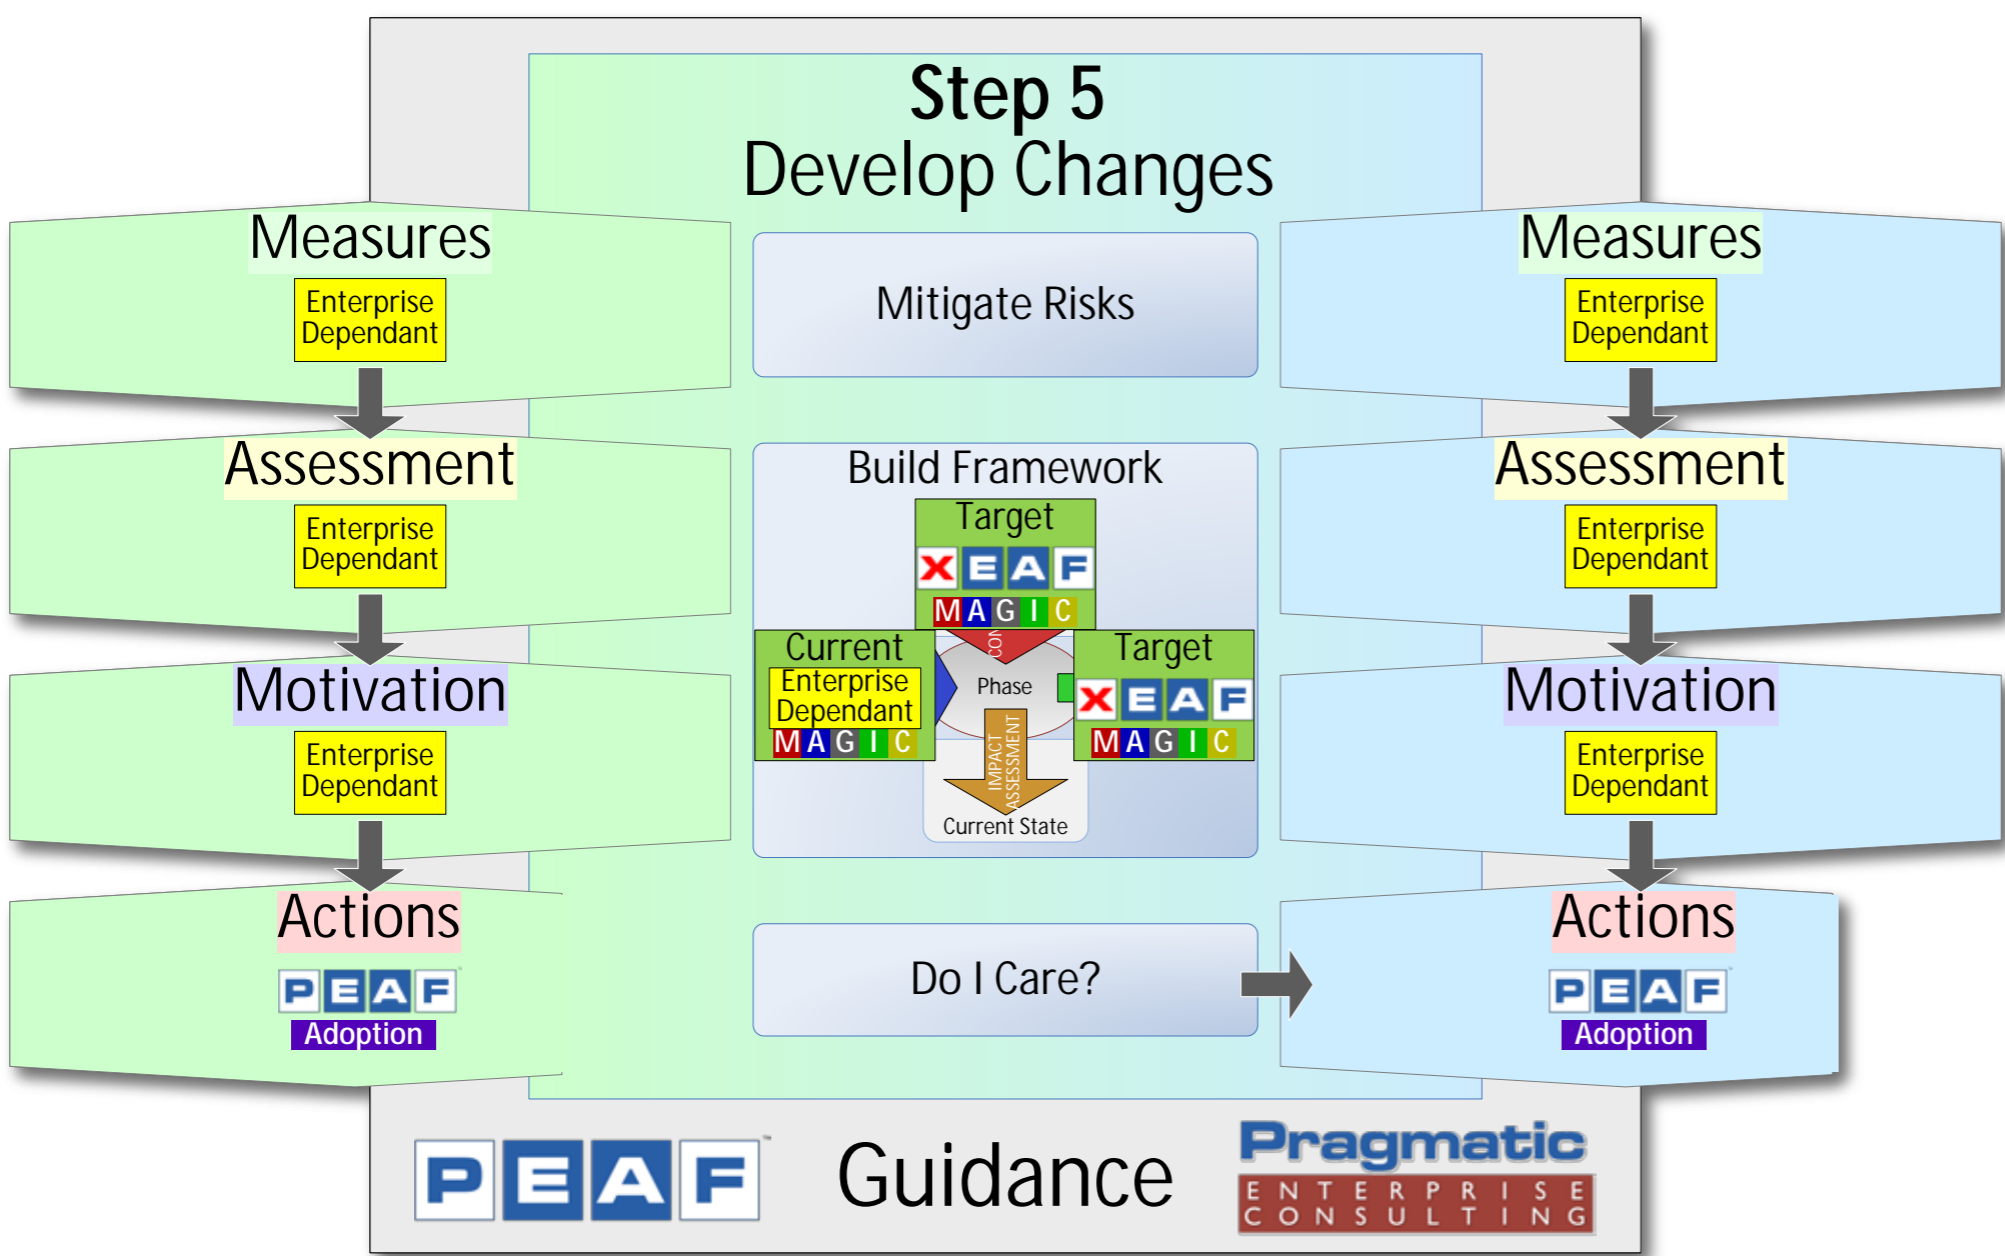 Step 5
Develop Changes
Measures
Enterprise
Dependant
Assessment
Enterprise
Dependant
Motivation
Enterprise
Dependant
Actions
PEAF
Adoption
Mitigate Risks
Build Framework
Target
XEAF
MAGIC
CON
Current
Enterprise
Dependant
MAGIC
Phase
Target
XEAF
MAGIC
IMPACT
ASSESSMENT
Current State
Do I Care?
Measures
Enterprise
Dependant
Assessment
Enterprise
Dependant
Motivation
Enterprise
Dependant
Actions
PEAF
Adoption
PEAF™
Guidance
Pragmatic
ENTERPRISE
CONSULTING